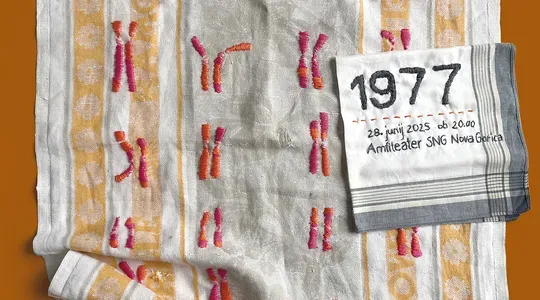 1977
28. junij 2025 ob 20.00
Amfiteater SNG Nova Gorica